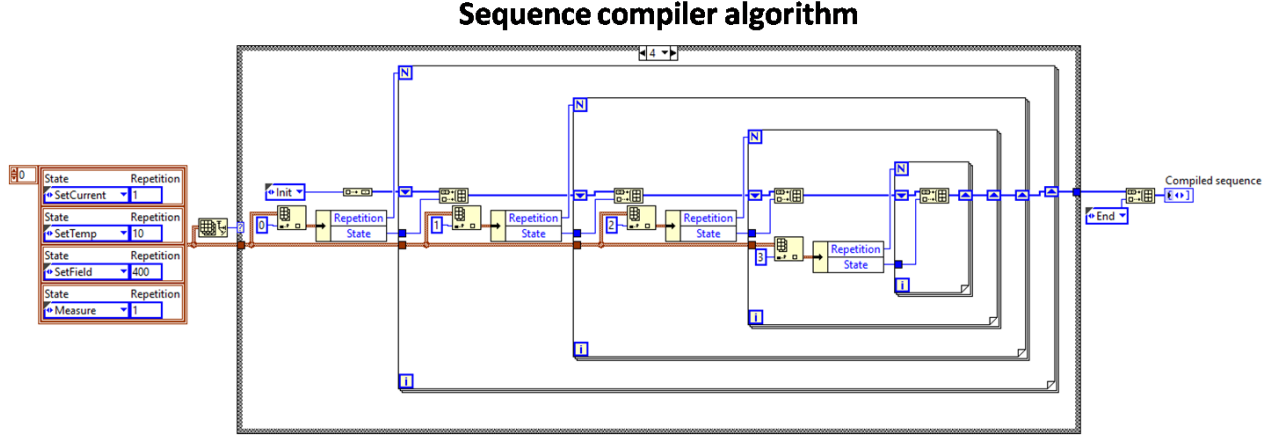 Sequence compiler algorithm
4
N
N
N
N
0
State Repetition
SetCurrent 1
State Repetition
SetTemp 10
State Repetition
SetField 400
State Repetition
Measure 1
Init
?
0
Repetition
State
1
Repetition
State
2
Repetition
State
3
Repetition
State
Compiled sequence
End
i
i
i
i